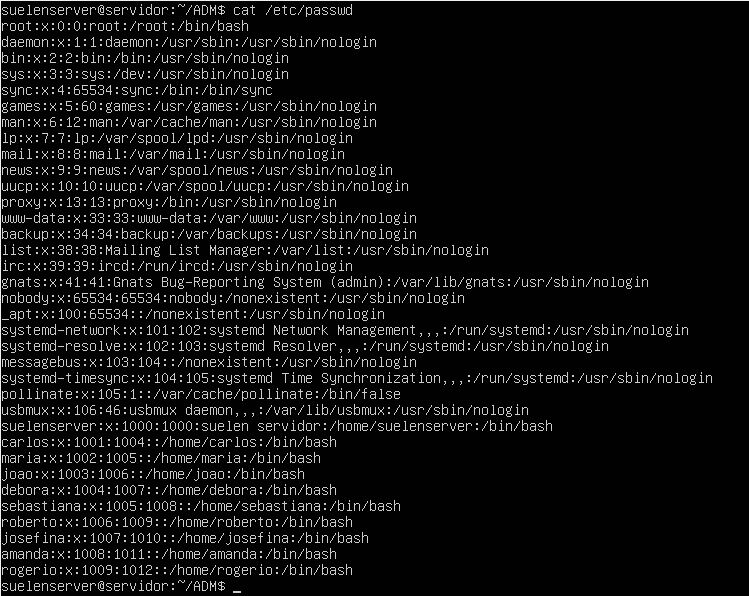 suelenserver@servidor:~/ADM$ cat /etc/passwd
root:x:0:0:root:/root:/bin/bash
daemon:x:1:1:daemon:/usr/sbin:/usr/sbin/nologin
bin:x:2:2:bin:/bin:/usr/sbin/nologin
sys:x:3:3:sys:/dev:/usr/sbin/nologin
sync:x:4:65534:sync:/bin:/bin/sync
games:x:5:60:games:/usr/games:/usr/sbin/nologin
man:x:6:12:man:/var/cache/man:/usr/sbin/nologin
lp:x:7:7:lp:/var/spool/lpd:/usr/sbin/nologin
mail:x:8:8:mail:/var/mail:/usr/sbin/nologin
news:x:9:9:news:/var/spool/news:/usr/sbin/nologin
uucp:x:10:10:uucp:/var/spool/uucp:/usr/sbin/nologin
proxy:x:13:13:proxy:/bin:/usr/sbin/nologin
www-data:x:33:33:www-data:/var/www:/usr/sbin/nologin
backup:x:34:34:backup:/var/backups:/usr/sbin/nologin
list:x:38:38:Mailing List Manager:/var/list:/usr/sbin/nologin
irc:x:39:39:ircd:/run/ircd:/usr/sbin/nologin
gnats:x:41:41:Gnats Bug-Reporting System (admin):/var/lib/gnats:/usr/sbin/nologin
nobody:x:65534:65534:nobody:/nonexistent:/usr/sbin/nologin
_apt:x:100:65534::/nonexistent:/usr/sbin/nologin
systemd-network:x:101:102:systemd Network Management,,,:/run/systemd:/usr/sbin/nologin
systemd-resolve:x:102:103:systemd Resolver,,,:/run/systemd:/usr/sbin/nologin
messagebus:x:103:104::/nonexistent:/usr/sbin/nologin
systemd-timesync:x:104:105:systemd Time Synchronization,,,:/run/systemd:/usr/sbin/nologin
pollinate:x:105:1::/var/cache/pollinate:/bin/false
usbmux:x:106:46:usbmux daemon,,,:/var/lib/usbmux:/usr/sbin/nologin
suelenserver:x:1000:1000:suelen servidor:/home/suelenserver:/bin/bash
carlos:x:1001:1004::/home/carlos:/bin/bash
maria:x:1002:1005::/home/maria:/bin/bash
joao:x:1003:1006::/home/joao:/bin/bash
debora:x:1004:1007::/home/debora:/bin/bash
sebastiana:x:1005:1008::/home/sebastiana:/bin/bash
roberto:x:1006:1009::/home/roberto:/bin/bash
josefina:x:1007:1010::/home/josefina:/bin/bash
amanda:x:1008:1011::/home/amanda:/bin/bash
rogerio:x:1009:1012::/home/rogerio:/bin/bash
suelenserver@servidor:~/ADM$ _